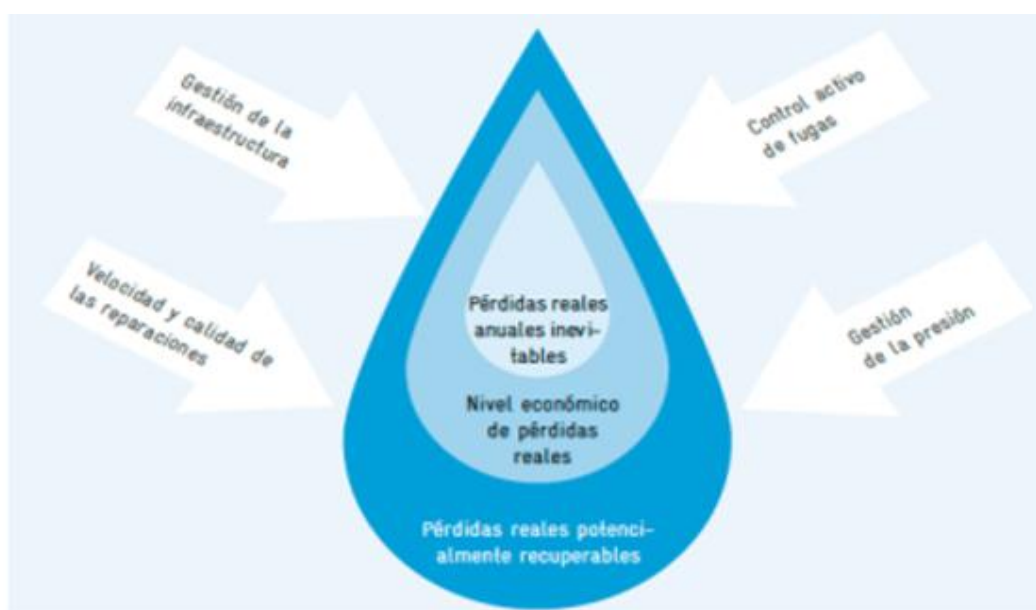 Gestión de la
infraestructura
Control activo
de fugas
Velocidad y calidad de
las reparaciones
Gestión
de la presión
Pérdidas reales
anuales inevi-
tables
Nivel económico
de pérdidas
reales
Pérdidas reales potenci-
almente recuperables